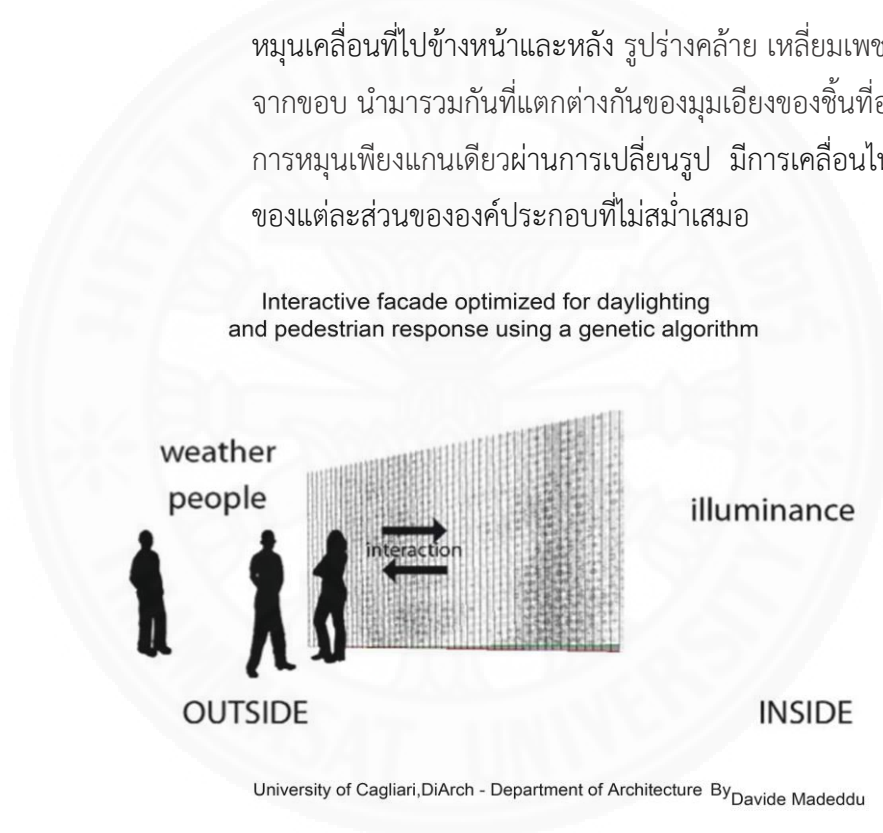 หมุนเคลื่อนที่ไปข้างหน้าและหลัง รูปร่างคล้าย เหลี่ยมเพช
จากขอบ นำมารวมกันที่แตกต่างกันของมุมเอียงของชิ้นที่อ
การหมุนเพียงแกนเดียวผ่านการเปลี่ยนรูป มีการเคลื่อนไ
ของแต่ละส่วนขององค์ประกอบที่ไม่สม่ำเสมอ
Interactive facade optimized for daylighting
and pedestrian response using a genetic algorithm
weather
people
interaction
illuminance
OUTSIDE
INSIDE
University of Cagliari,DiArch - Department of Architecture By Davide Madeddu
THAMMASAT UNIVERSITY